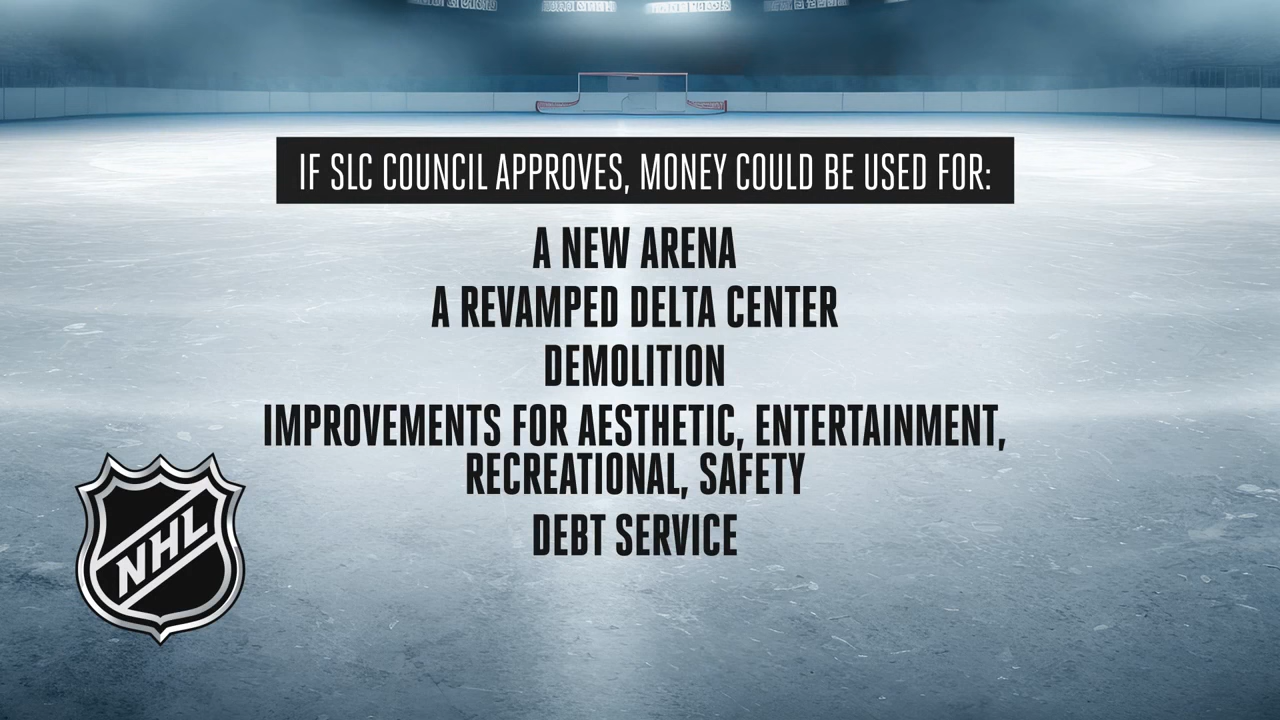 IF SLC COUNCIL APPROVES, MONEY COULD BE USED FOR:
A NEW ARENA
A REVAMPED DELTA CENTER
DEMOLITION
IMPROVEMENTS FOR AESTHETIC, ENTERTAINMENT,
RECREATIONAL, SAFETY
DEBT SERVICE
NHL